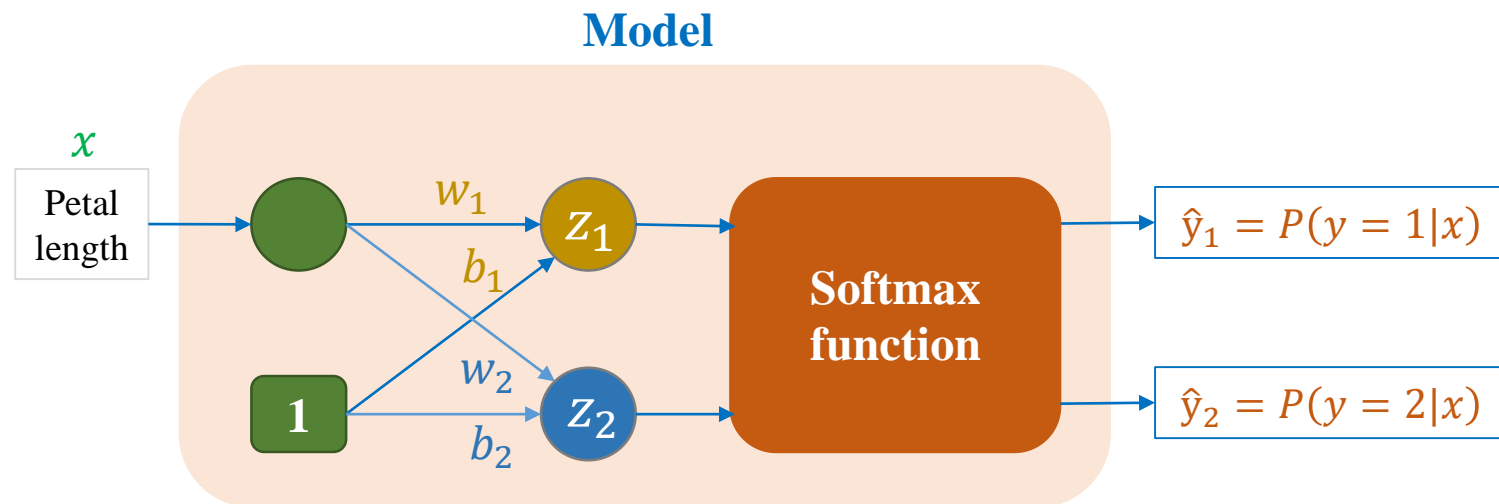 Model
x
Petal
length
w₁
z₁
b₁
1
w₂
z₂
b₂
Softmax
function
ŷ₁ = P(y = 1|x)
ŷ₂ = P(y = 2|x)